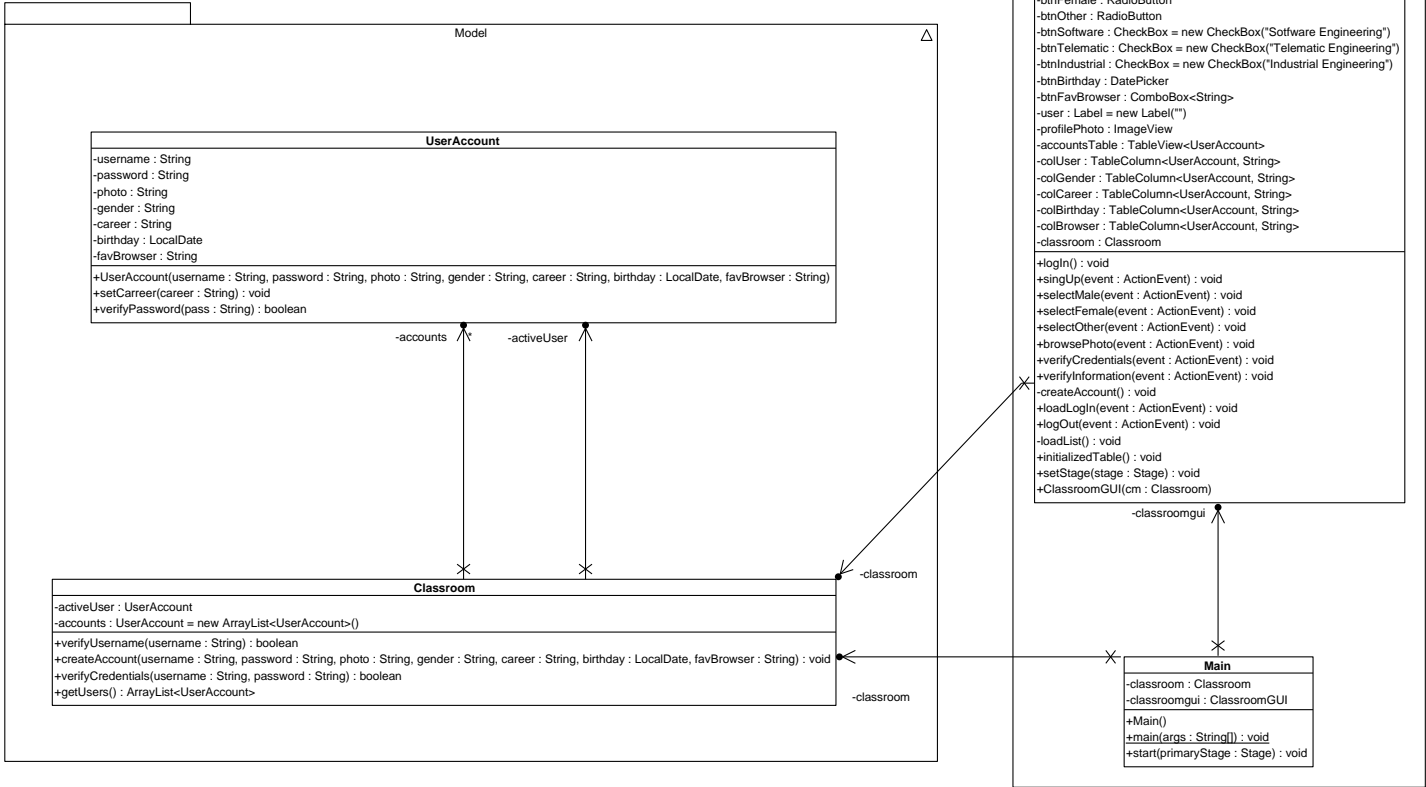 Model
UserAccount
-username : String
-password : String
-photo : String
-gender : String
-career : String
-birthday : LocalDate
-favBrowser : String
+UserAccount(username : String, password : String, photo : String, gender : String, career : String, birthday : LocalDate, favBrowser : String)
+setCarreer(career : String) : void
+verifyPassword(pass : String) : boolean
-accounts
*
-activeUser
Classroom
-activeUser : UserAccount
-accounts : UserAccount = new ArrayList<UserAccount>()
+verifyUsername(username : String) : boolean
+createAccount(username : String, password : String, photo : String, gender : String, career : String, birthday : LocalDate, favBrowser : String) : void
+verifyCredentials(username : String, password : String) : boolean
+getUsers() : ArrayList<UserAccount>
-classroom
-classroom
-btnFemale : RadioButton
-btnOther : RadioButton
-btnSoftware : CheckBox = new CheckBox("Sotfware Engineering")
-btnTelematic : CheckBox = new CheckBox("Telematic Engineering")
-btnIndustrial : CheckBox = new CheckBox("Industrial Engineering")
-btnBirthday : DatePicker
-btnFavBrowser : ComboBox<String>
-user : Label = new Label("")
-profilePhoto : ImageView
-accountsTable : TableView<UserAccount>
-colUser : TableColumn<UserAccount, String>
-colGender : TableColumn<UserAccount, String>
-colCareer : TableColumn<UserAccount, String>
-colBirthday : TableColumn<UserAccount, String>
-colBrowser : TableColumn<UserAccount, String>
-classroom : Classroom
+logIn() : void
+singUp(event : ActionEvent) : void
+selectMale(event : ActionEvent) : void
+selectFemale(event : ActionEvent) : void
+selectOther(event : ActionEvent) : void
+browsePhoto(event : ActionEvent) : void
+verifyCredentials(event : ActionEvent) : void
+verifyInformation(event : ActionEvent) : void
-createAccount() : void
+loadLogIn(event : ActionEvent) : void
+logOut(event : ActionEvent) : void
-loadList() : void
+initializedTable() : void
+setStage(stage : Stage) : void
+ClassroomGUI(cm : Classroom)
-classroomgui
Main
-classroom : Classroom
-classroomgui : ClassroomGUI
+Main()
+main(args : String[]) : void
+start(primaryStage : Stage) : void